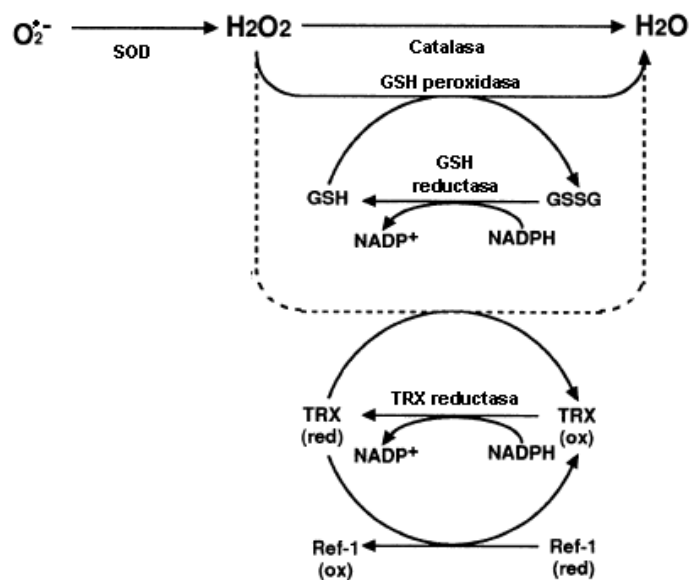 O₂•- H2O2 H2O
SOD Catalasa
GSH peroxidasa
GSH
reductasa
GSH GSSG
NADP+ NADPH
TRX reductasa
TRX TRX
(red) (ox)
NADP+ NADPH
Ref-1 Ref-1
(ox) (red)